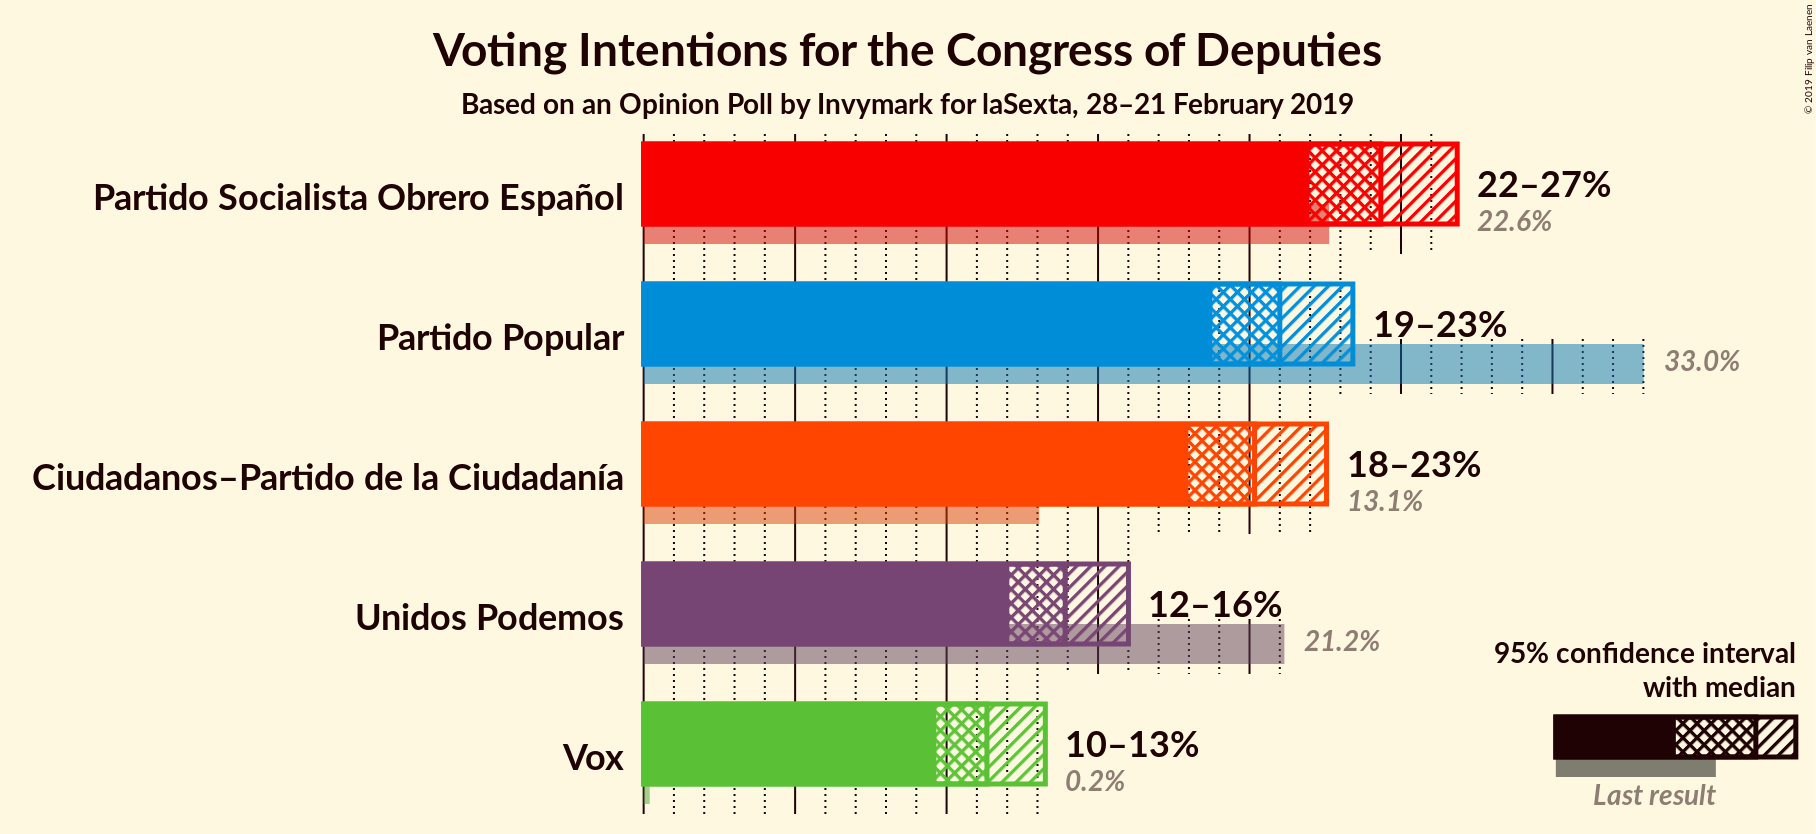 Voting Intentions for the Congress of Deputies
Based on an Opinion Poll by Invymark for laSexta, 28–21 February 2019
© 2019 Filip van Laenen
Partido Socialista Obrero Español
22–27%
22.6%
Partido Popular
19–23%
33.0%
Ciudadanos–Partido de la Ciudadanía
18–23%
13.1%
Unidos Podemos
12–16%
21.2%
Vox
10–13%
0.2%
95% confidence interval
with median
Last result